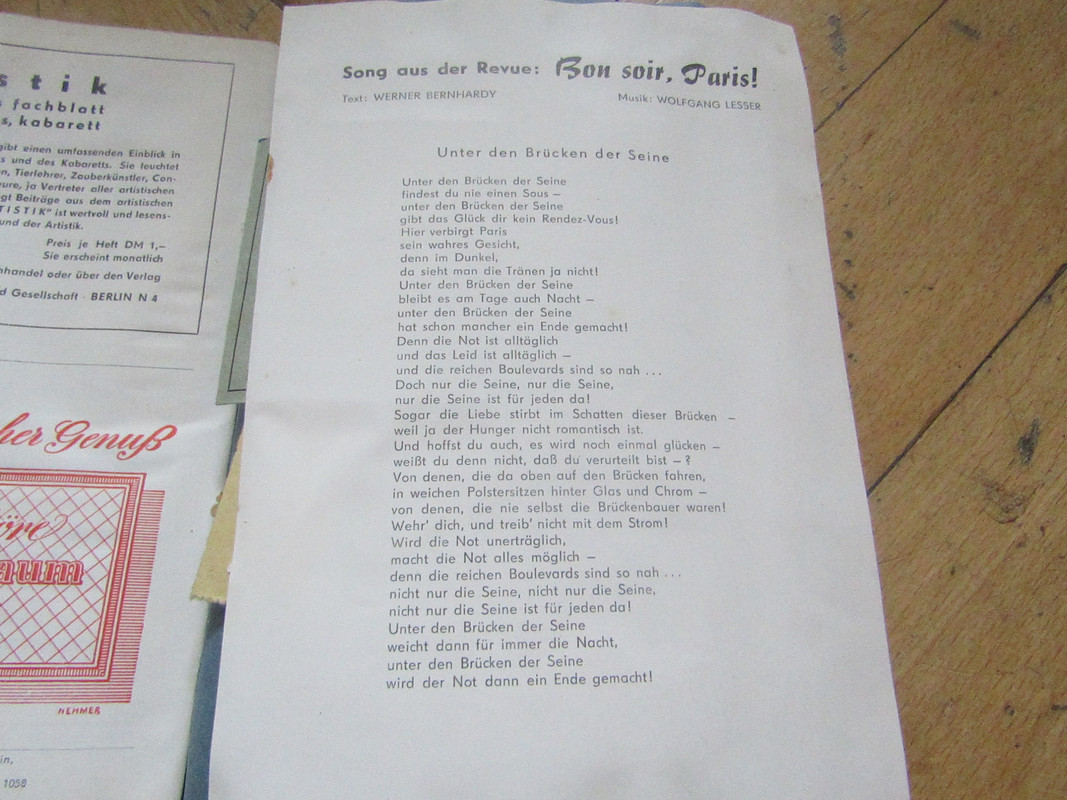 stik
fachblatt
s, kabarett
gibt einen umfassenden Einblick in
s und des Kabaretts. Sie leuchtet
n, Tierlehrer, Zauberkünstler, Con-
eure, ja Vertreter aller artistischen
gt Beiträge aus dem artistischen
TISTIK" ist wertvoll und lesens-
und der Artistik.
Preis je Heft DM 1,—
Sie erscheint monatlich
hhandel oder über den Verlag
d Gesellschaft · BERLIN N 4
her Genuß
öre
aum
NEHMER
in,
1058
Song aus der Revue: Bon soir, Paris!
Text: WERNER BERNHARDY Musik: WOLFGANG LESSER
Unter den Brücken der Seine
Unter den Brücken der Seine
findest du nie einen Sous —
unter den Brücken der Seine
gibt das Glück dir kein Rendez-Vous!
Hier verbirgt Paris
sein wahres Gesicht,
denn im Dunkel,
da sieht man die Tränen ja nicht!
Unter den Brücken der Seine
bleibt es am Tage auch Nacht —
unter den Brücken der Seine
hat schon mancher ein Ende gemacht!
Denn die Not ist alltäglich
und das Leid ist alltäglich —
und die reichen Boulevards sind so nah ...
Doch nur die Seine, nur die Seine,
nur die Seine ist für jeden da!
Sogar die Liebe stirbt im Schatten dieser Brücken —
weil ja der Hunger nicht romantisch ist.
Und hoffst du auch, es wird noch einmal glücken —
weißt du denn nicht, daß du verurteilt bist — ?
Von denen, die da oben auf den Brücken fahren,
in weichen Polstersitzen hinter Glas und Chrom —
von denen, die nie selbst die Brückenbauer waren!
Wehr' dich, und treib' nicht mit dem Strom!
Wird die Not unerträglich,
macht die Not alles möglich —
denn die reichen Boulevards sind so nah ...
nicht nur die Seine, nicht nur die Seine,
nicht nur die Seine ist für jeden da!
Unter den Brücken der Seine
weicht dann für immer die Nacht,
unter den Brücken der Seine
wird der Not dann ein Ende gemacht!